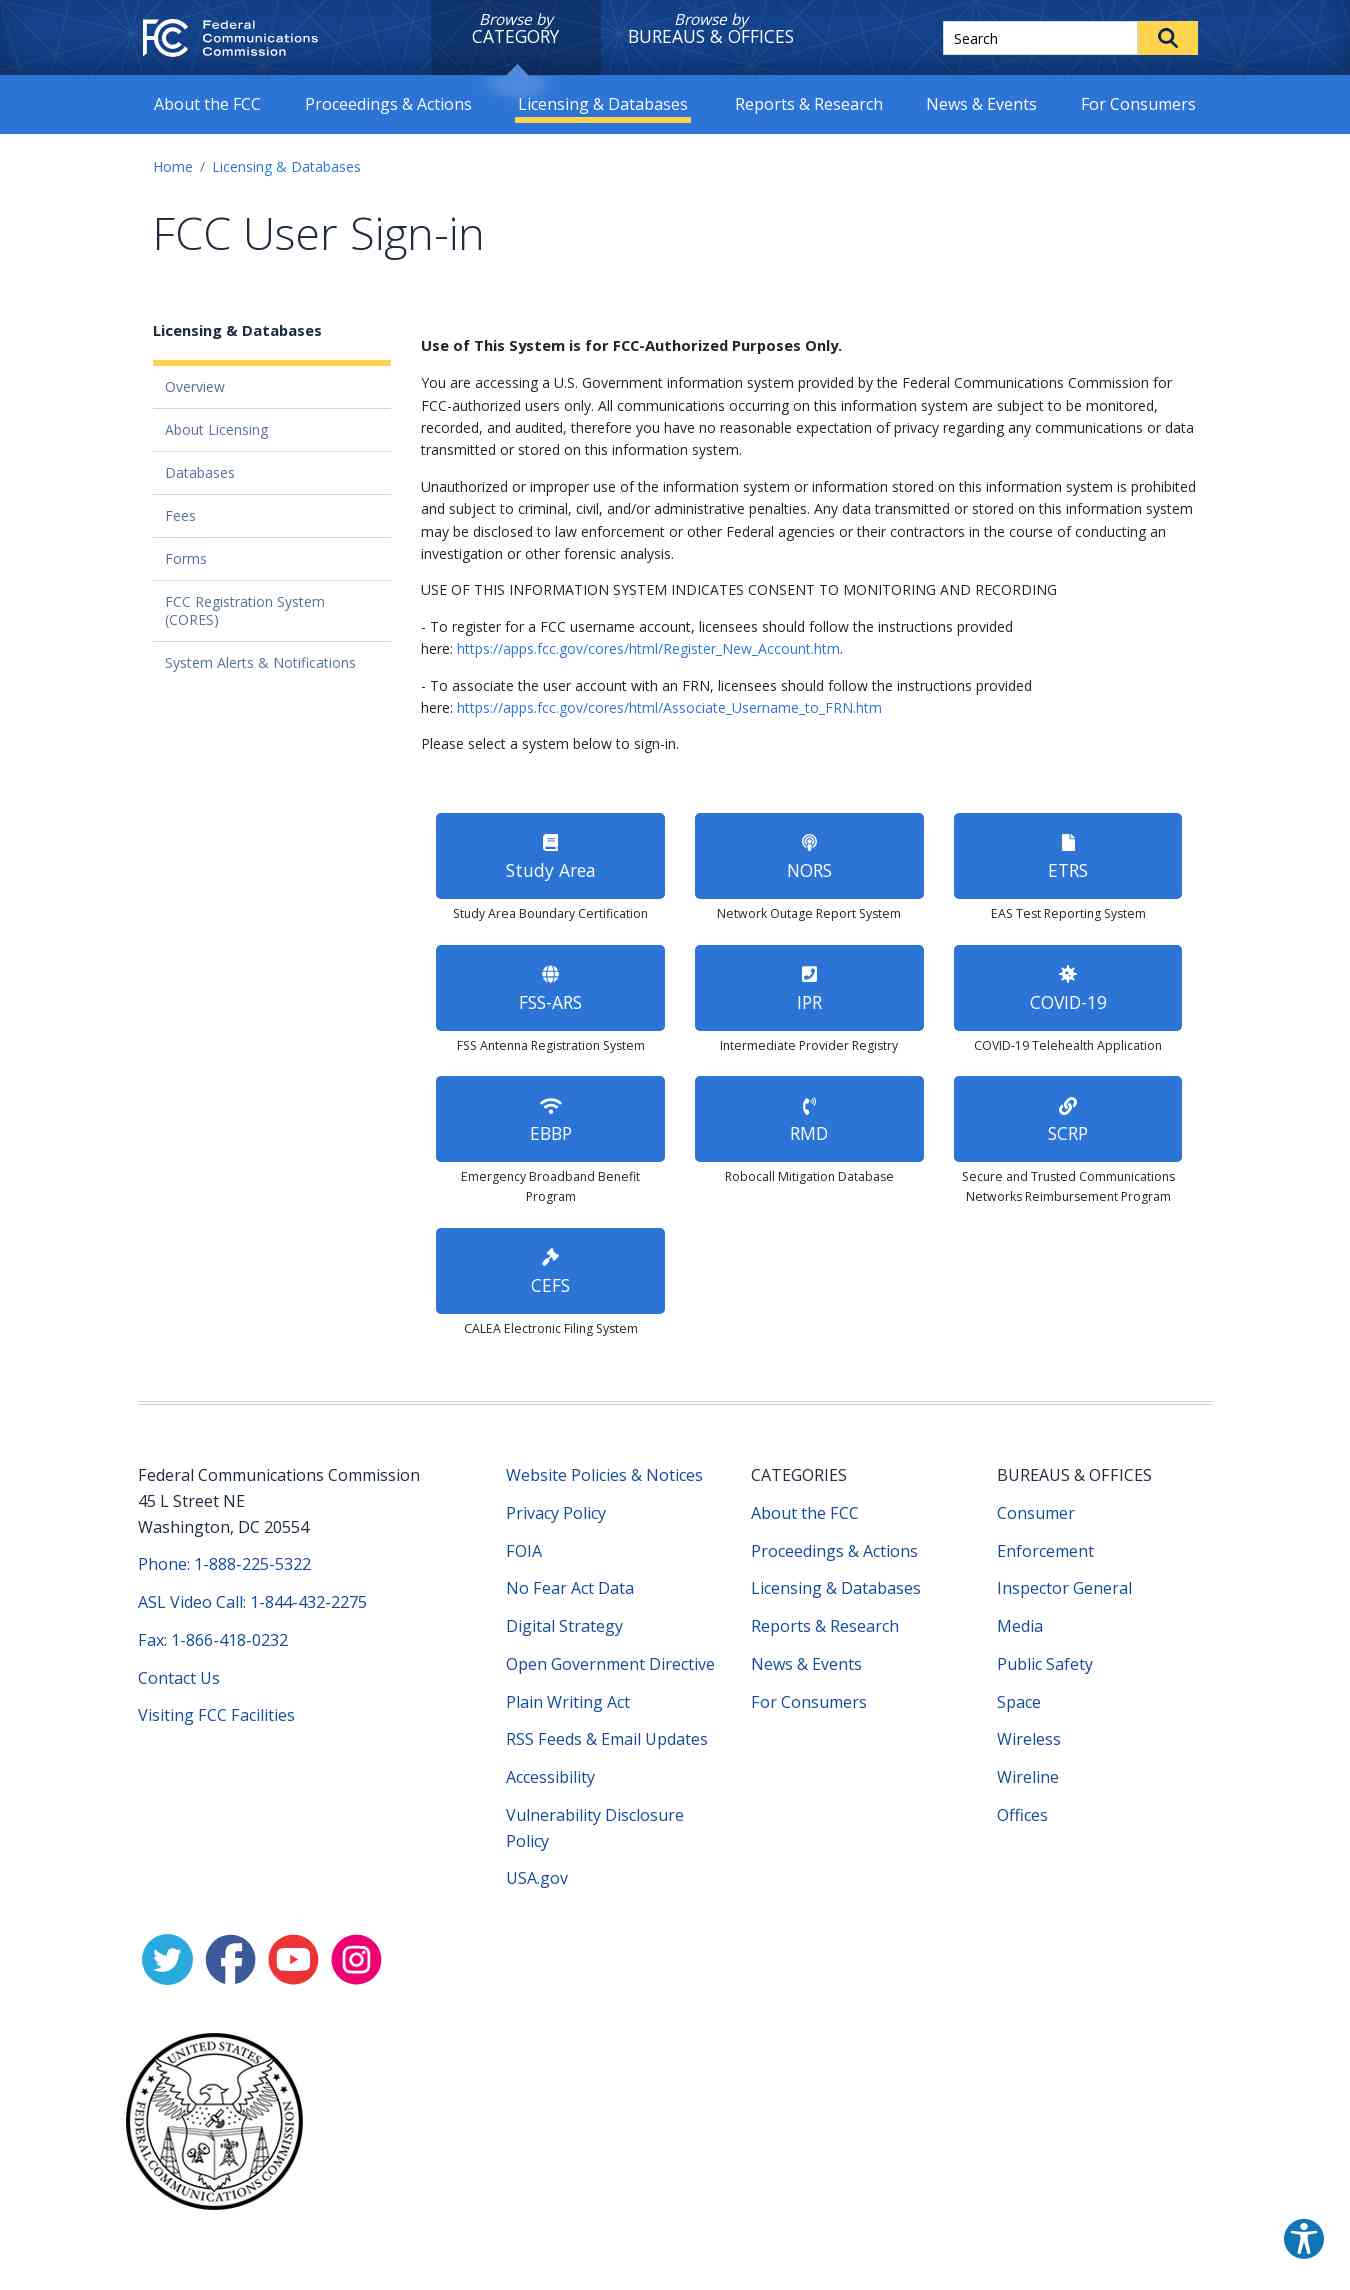 Federal
Communications
Commission
Browse by
CATEGORY
Browse by
BUREAUS & OFFICES
Search
About the FCC
Proceedings & Actions
Licensing & Databases
Reports & Research
News & Events
For Consumers
Home / Licensing & Databases
FCC User Sign-in
Licensing & Databases
Overview
About Licensing
Databases
Fees
Forms
FCC Registration System
(CORES)
System Alerts & Notifications
Use of This System is for FCC-Authorized Purposes Only.
You are accessing a U.S. Government information system provided by the Federal Communications Commission for
FCC-authorized users only. All communications occurring on this information system are subject to be monitored,
recorded, and audited, therefore you have no reasonable expectation of privacy regarding any communications or data
transmitted or stored on this information system.
Unauthorized or improper use of the information system or information stored on this information system is prohibited
and subject to criminal, civil, and/or administrative penalties. Any data transmitted or stored on this information system
may be disclosed to law enforcement or other Federal agencies or their contractors in the course of conducting an
investigation or other forensic analysis.
USE OF THIS INFORMATION SYSTEM INDICATES CONSENT TO MONITORING AND RECORDING
- To register for a FCC username account, licensees should follow the instructions provided
here: https://apps.fcc.gov/cores/html/Register_New_Account.htm.
- To associate the user account with an FRN, licensees should follow the instructions provided
here: https://apps.fcc.gov/cores/html/Associate_Username_to_FRN.htm
Please select a system below to sign-in.
Study Area
Study Area Boundary Certification
NORS
Network Outage Report System
ETRS
EAS Test Reporting System
FSS-ARS
FSS Antenna Registration System
IPR
Intermediate Provider Registry
COVID-19
COVID-19 Telehealth Application
EBBP
Emergency Broadband Benefit
Program
RMD
Robocall Mitigation Database
SCRP
Secure and Trusted Communications
Networks Reimbursement Program
CEFS
CALEA Electronic Filing System
Federal Communications Commission
45 L Street NE
Washington, DC 20554
Phone: 1-888-225-5322
ASL Video Call: 1-844-432-2275
Fax: 1-866-418-0232
Contact Us
Visiting FCC Facilities
Website Policies & Notices
Privacy Policy
FOIA
No Fear Act Data
Digital Strategy
Open Government Directive
Plain Writing Act
RSS Feeds & Email Updates
Accessibility
Vulnerability Disclosure
Policy
USA.gov
CATEGORIES
About the FCC
Proceedings & Actions
Licensing & Databases
Reports & Research
News & Events
For Consumers
BUREAUS & OFFICES
Consumer
Enforcement
Inspector General
Media
Public Safety
Space
Wireless
Wireline
Offices
UNITED STATES
FEDERAL COMMUNICATIONS COMMISSION